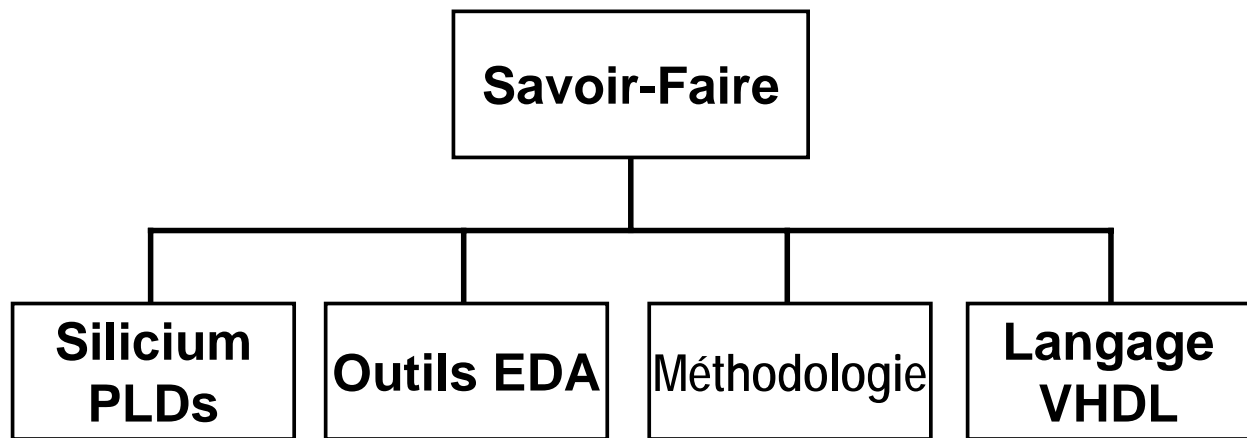 Savoir-Faire
Silicium
PLDs
Outils EDA
Méthodologie
Langage
VHDL